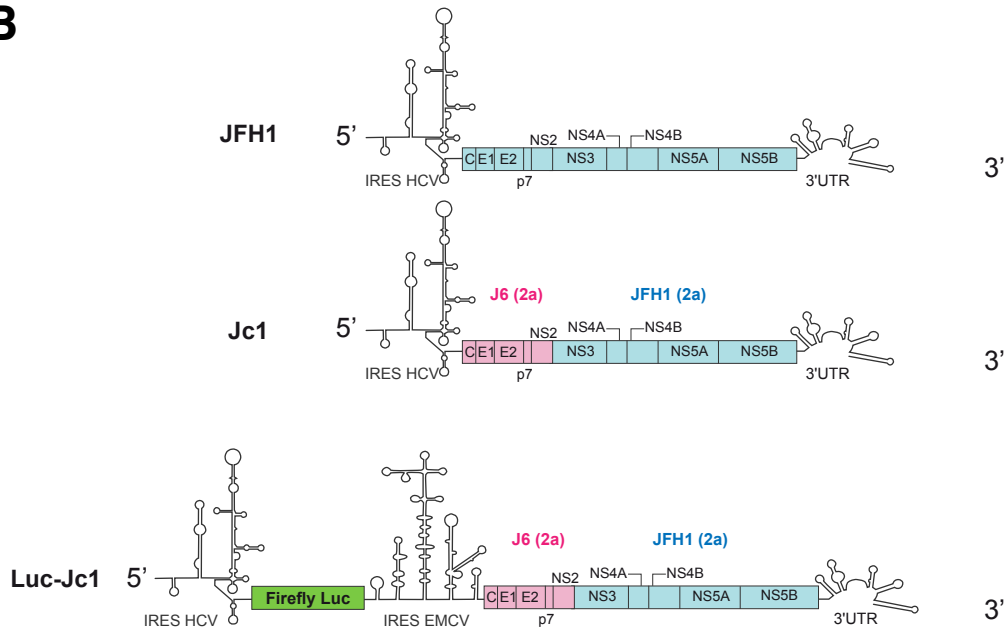 B
NS2 NS4A NS4B
JFH1 5’ C E1 E2 NS3 NS5A NS5B 3’
IRES HCV p7 3'UTR
J6 (2a) JFH1 (2a)
NS2 NS4A NS4B
Jc1 5’ C E1 E2 NS3 NS5A NS5B 3’
IRES HCV p7 3'UTR
J6 (2a) JFH1 (2a)
NS2 NS4A NS4B
Luc-Jc1 5’ Firefly Luc C E1 E2 NS3 NS5A NS5B 3’
IRES HCV IRES EMCV p7 3'UTR